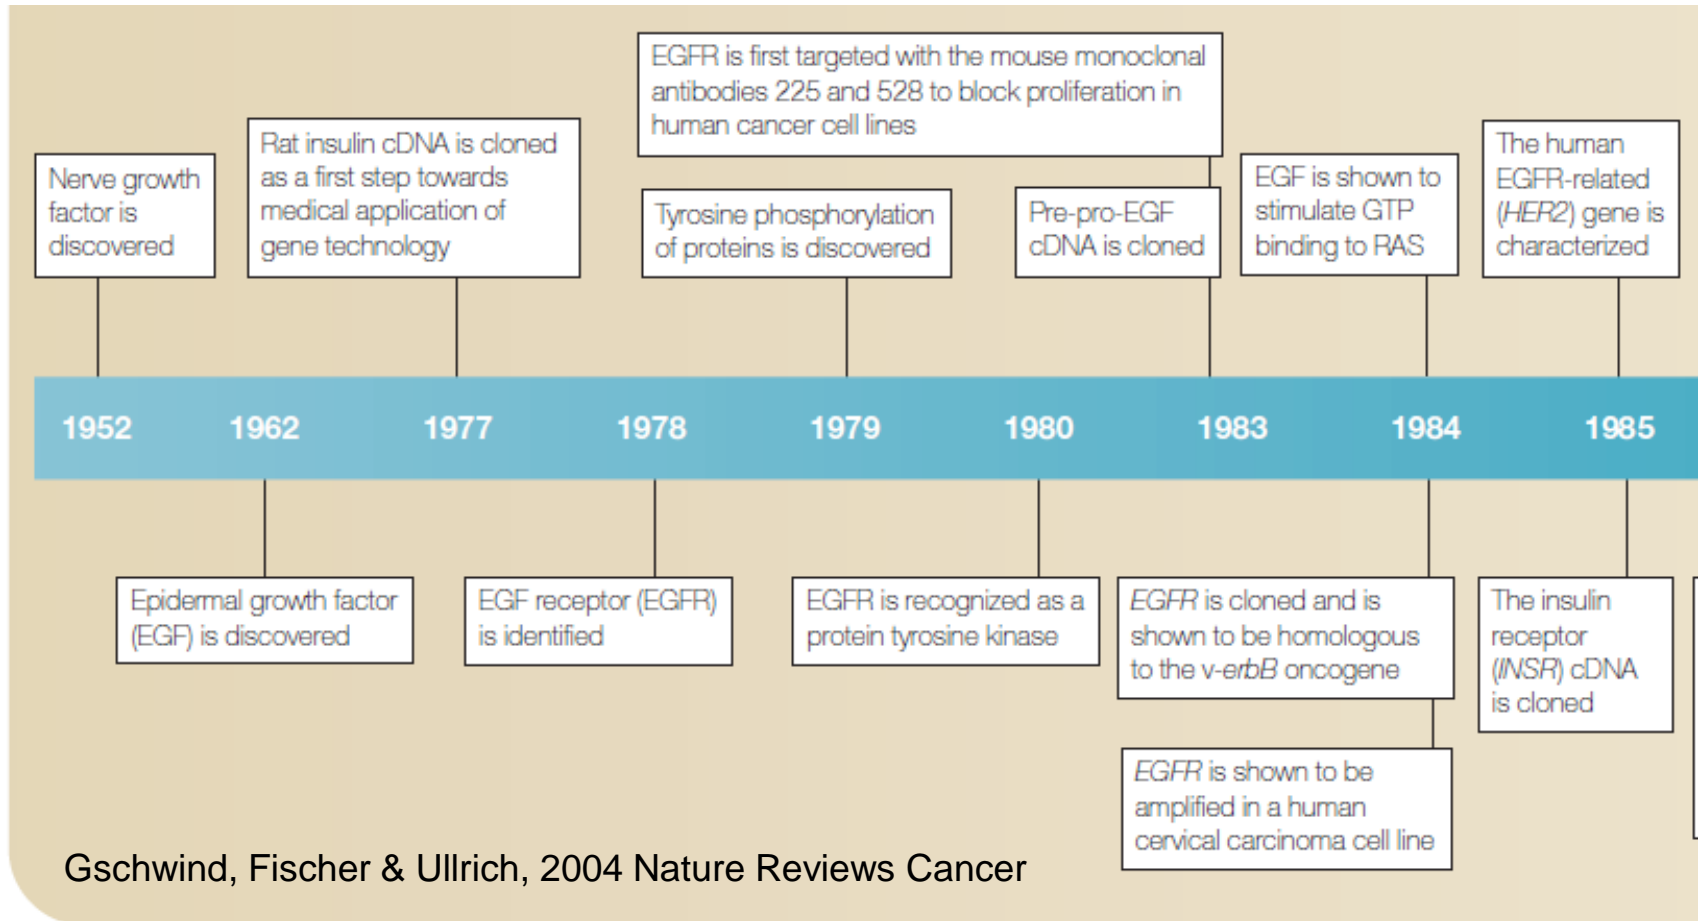 EGFR is first targeted with the mouse monoclonal
antibodies 225 and 528 to block proliferation in
human cancer cell lines
Nerve growth
factor is
discovered
Rat insulin cDNA is cloned
as a first step towards
medical application of
gene technology
Tyrosine phosphorylation
of proteins is discovered
Pre-pro-EGF
cDNA is cloned
EGF is shown to
stimulate GTP
binding to RAS
The human
EGFR-related
(HER2) gene is
characterized
1952 1962 1977 1978 1979 1980 1983 1984 1985
Epidermal growth factor
(EGF) is discovered
EGF receptor (EGFR)
is identified
EGFR is recognized as a
protein tyrosine kinase
EGFR is cloned and is
shown to be homologous
to the v-erbB oncogene
The insulin
receptor
(INSR) cDNA
is cloned
EGFR is shown to be
amplified in a human
cervical carcinoma cell line
Gschwind, Fischer & Ullrich, 2004 Nature Reviews Cancer